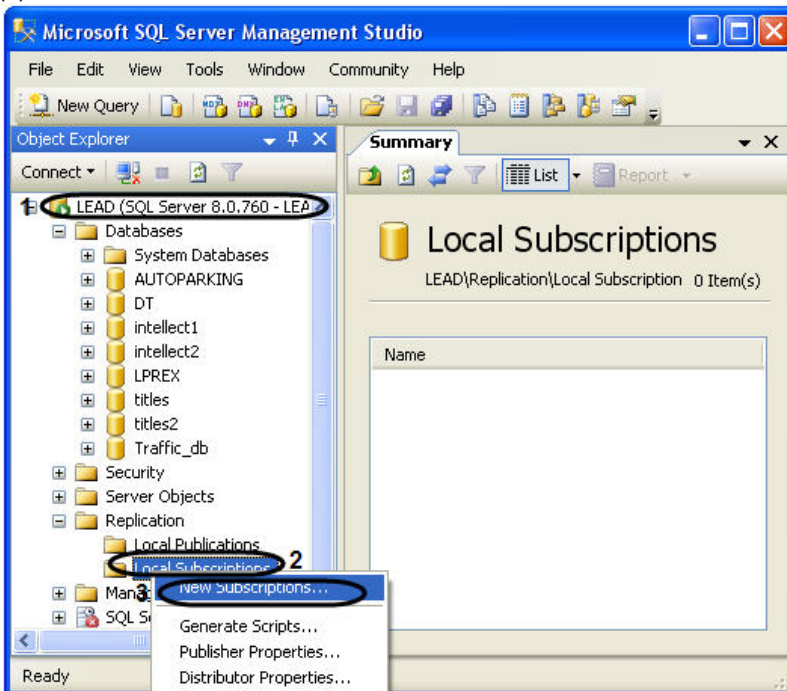 Microsoft SQL Server Management Studio
File Edit View Tools Window Community Help
New Query
Object Explorer
Summary
Connect
List
Report
1
LEAD (SQL Server 8.0.760 - LEA
Databases
System Databases
AUTOPARKING
DT
intellect1
intellect2
LPREX
titles
titles2
Traffic_db
Security
Server Objects
Replication
Local Publications
Local Subscriptions
2
Local Subscriptions
LEAD\Replication\Local Subscription 0 Item(s)
Name
3
New Subscriptions...
Generate Scripts...
Publisher Properties...
Distributor Properties...
Manag
SQL Se
Ready